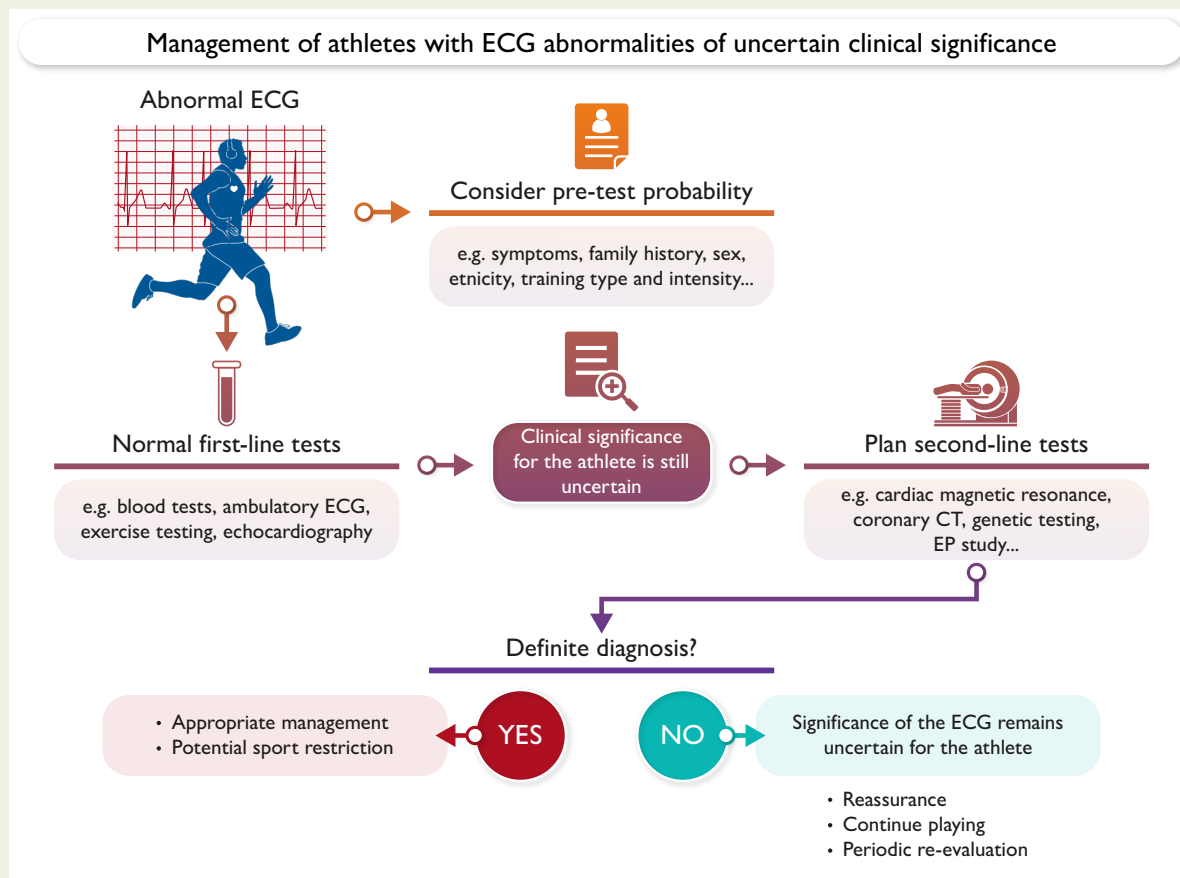 Management of athletes with ECG abnormalities of uncertain clinical significance
Abnormal ECG
Consider pre-test probability
e.g. symptoms, family history, sex,
etnicity, training type and intensity...
Normal first-line tests
e.g. blood tests, ambulatory ECG,
exercise testing, echocardiography
Clinical significance
for the athlete is still
uncertain
Plan second-line tests
e.g. cardiac magnetic resonance,
coronary CT, genetic testing,
EP study...
Definite diagnosis?
YES
• Appropriate management
• Potential sport restriction
NO
Significance of the ECG remains
uncertain for the athlete
• Reassurance
• Continue playing
• Periodic re-evaluation